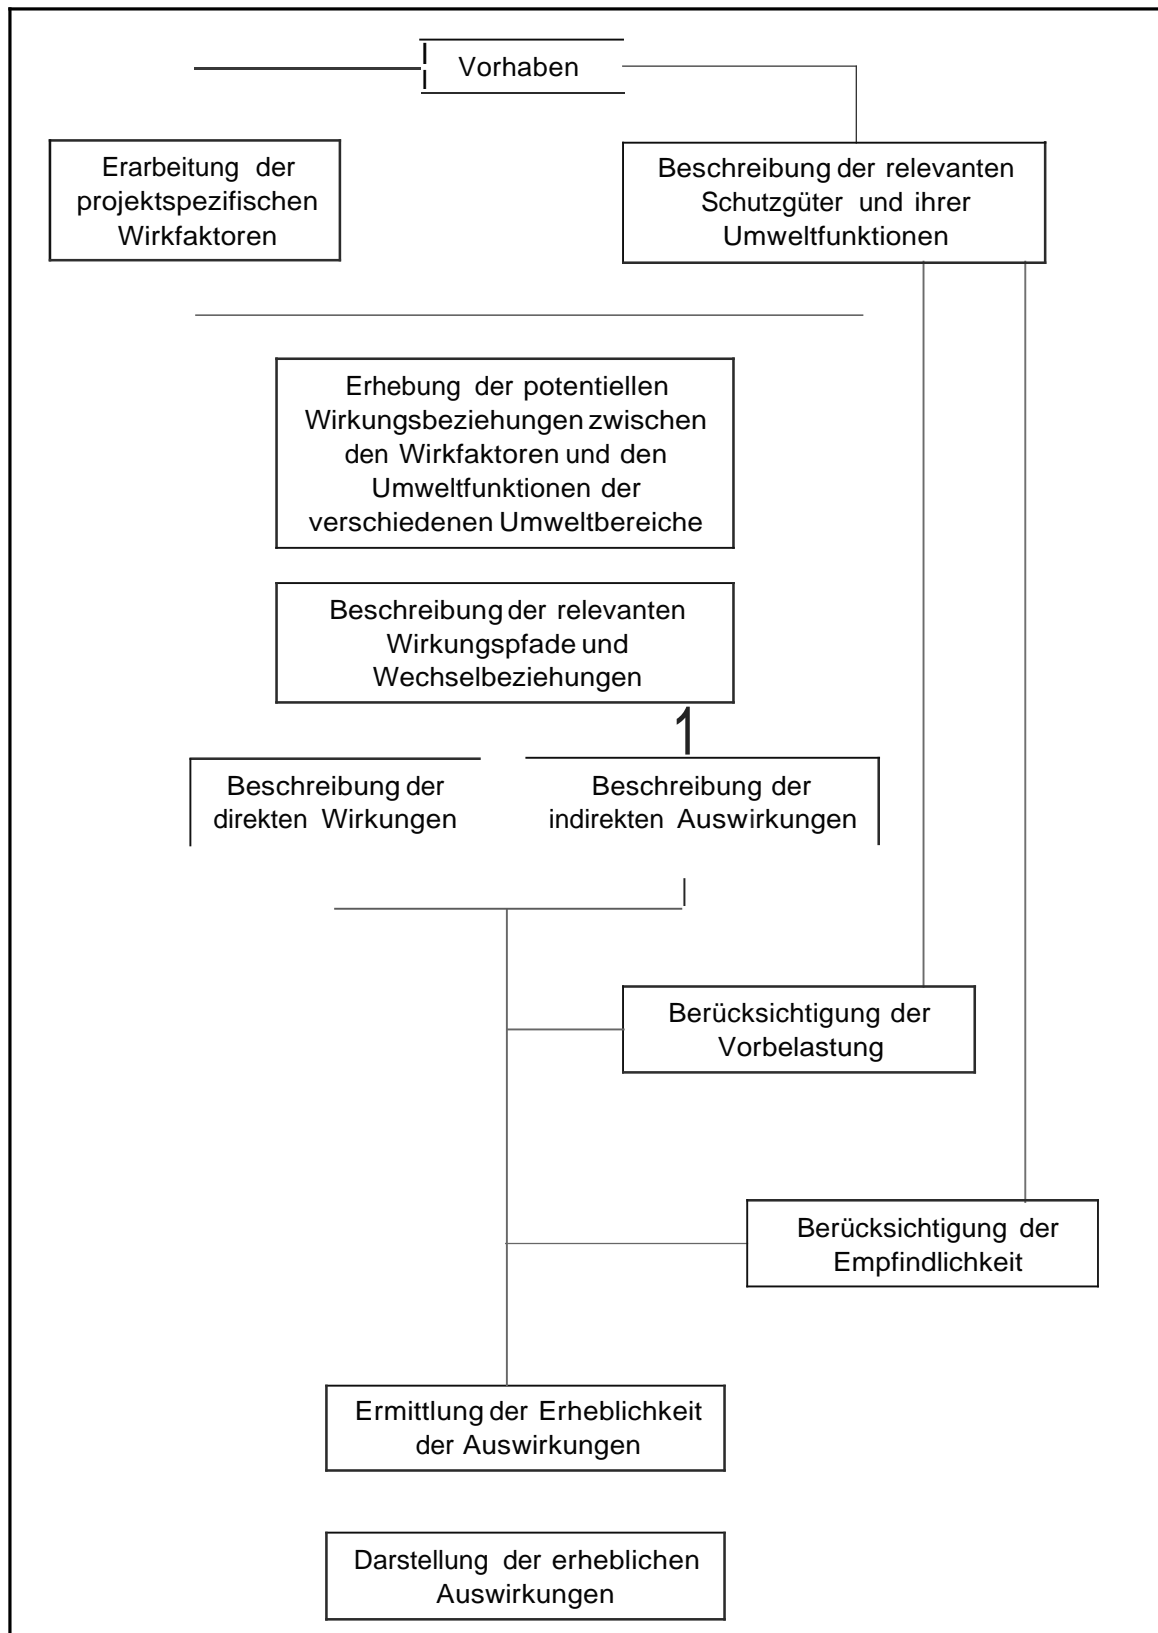 Vorhaben
Erarbeitung der
projektspezifischen
Wirkfaktoren
Beschreibung der relevanten
Schutzgüter und ihrer
Umweltfunktionen
Erhebung der potentiellen
Wirkungsbeziehungen zwischen
den Wirkfaktoren und den
Umweltfunktionen der
verschiedenen Umweltbereiche
Beschreibung der relevanten
Wirkungspfade und
Wechselbeziehungen
1
Beschreibung der
direkten Wirkungen
Beschreibung der
indirekten Auswirkungen
Berücksichtigung der
Vorbelastung
Berücksichtigung der
Empfindlichkeit
Ermittlung der Erheblichkeit
der Auswirkungen
Darstellung der erheblichen
Auswirkungen